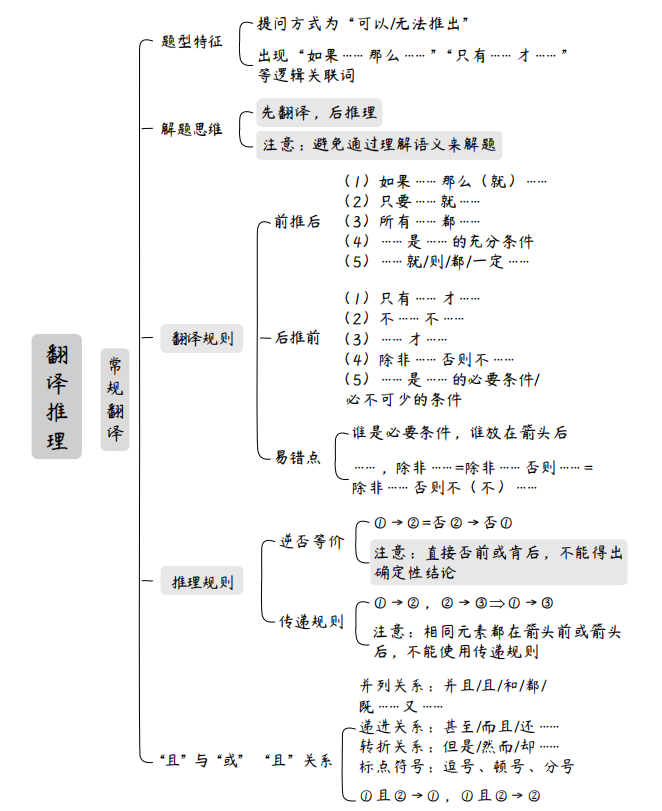 翻译推理
常规翻译
题型特征
提问方式为“可以/无法推出”
出现“如果……那么……”“只有……才……”
等逻辑关联词
解题思维
先翻译，后推理
注意：避免通过理解语义来解题
翻译规则
前推后
（1）如果……那么（就）……
（2）只要……就……
（3）所有……都……
（4）……是……的充分条件
（5）……就/则/都/一定……
后推前
（1）只有……才……
（2）不……不……
（3）……才……
（4）除非……否则不……
（5）……是……的必要条件/
必不可少的条件
易错点
谁是必要条件，谁放在箭头后
……，除非……=除非……否则……=
除非……否则不（不）……
推理规则
逆否等价
①→②=否②→否①
注意：直接否前或肯后，不能得出
确定性结论
传递规则
①→②，②→③⇒①→③
注意：相同元素都在箭头前或箭头
后，不能使用传递规则
“且”与“或”
“且”关系
并列关系：并且/且/和/都/
既……又……
递进关系：甚至/而且/还……
转折关系：但是/然而/却……
标点符号：逗号、顿号、分号
①且②→①，①且②→②